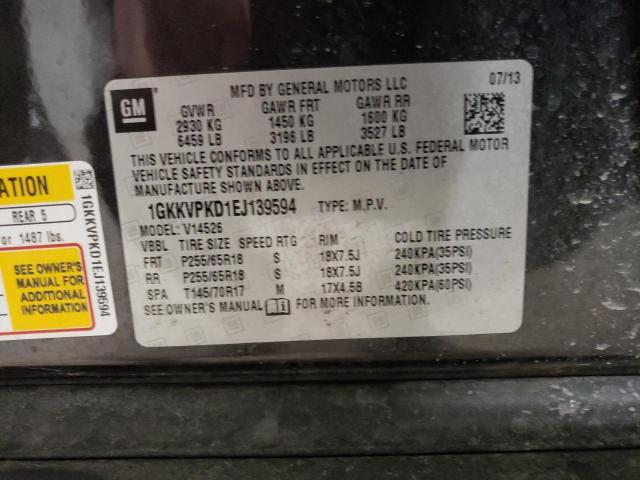 GM
MFD BY GENERAL MOTORS LLC 07/13
GVWR GAWR FRT GAWR RR
2930 KG 1450 KG 1600 KG
6459 LB 3196 LB 3527 LB
THIS VEHICLE CONFORMS TO ALL APPLICABLE U.S. FEDERAL MOTOR
VEHICLE SAFETY STANDARDS IN EFFECT ON THE DATE OF
MANUFACTURE SHOWN ABOVE.
1GKKVPKD1EJ139594 TYPE: M.P.V.
MODEL: V14526
VBBL TIRE SIZE SPEED RTG RIM COLD TIRE PRESSURE
FRT P255/65R18 S 18X7.5J 240KPA(35PSI)
RR P255/65R18 S 18X7.5J 240KPA(35PSI)
SPA T145/70R17 M 17X4.5B 420KPA(60PSI)
SEE OWNER'S MANUAL FOR MORE INFORMATION.
ATION
REAR 5
or 1487 lbs.
SEE OWNER'S
MANUAL FOR
ADDITIONAL
INFORMATION
1GKKVPKD1EJ139594